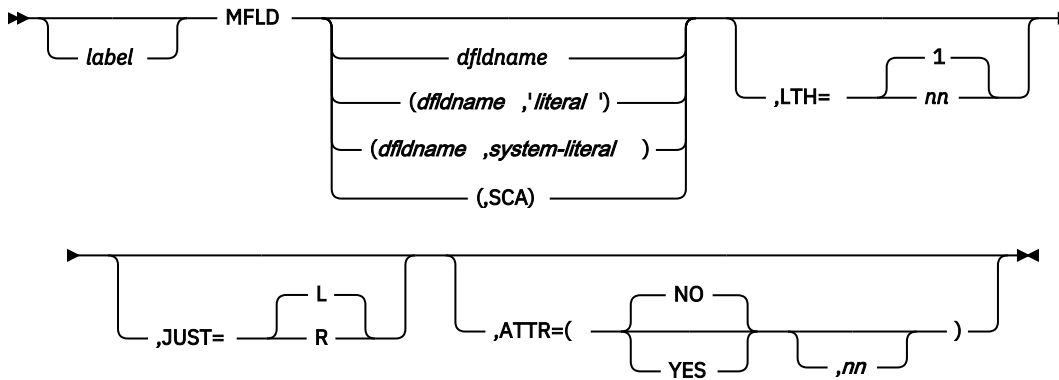 MFLD
label
dfldname
(dfldname ,'literal ')
(dfldname ,system-literal )
(,SCA)
,LTH=
1
nn
,JUST=
L
R
,ATTR=(
NO
YES
,nn
)